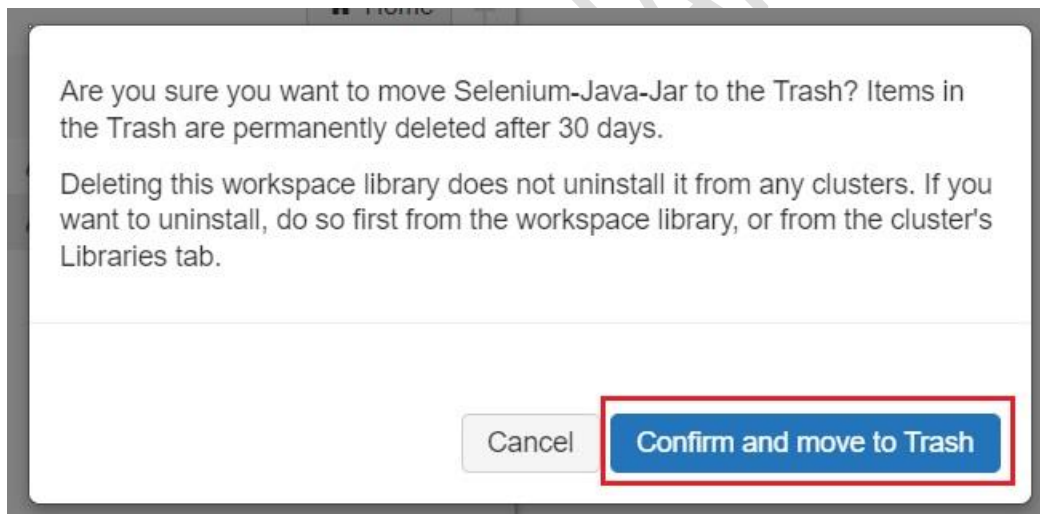 Home
Are you sure you want to move Selenium-Java-Jar to the Trash? Items in
the Trash are permanently deleted after 30 days.
Deleting this workspace library does not uninstall it from any clusters. If you
want to uninstall, do so first from the workspace library, or from the cluster's
Libraries tab.
Cancel Confirm and move to Trash